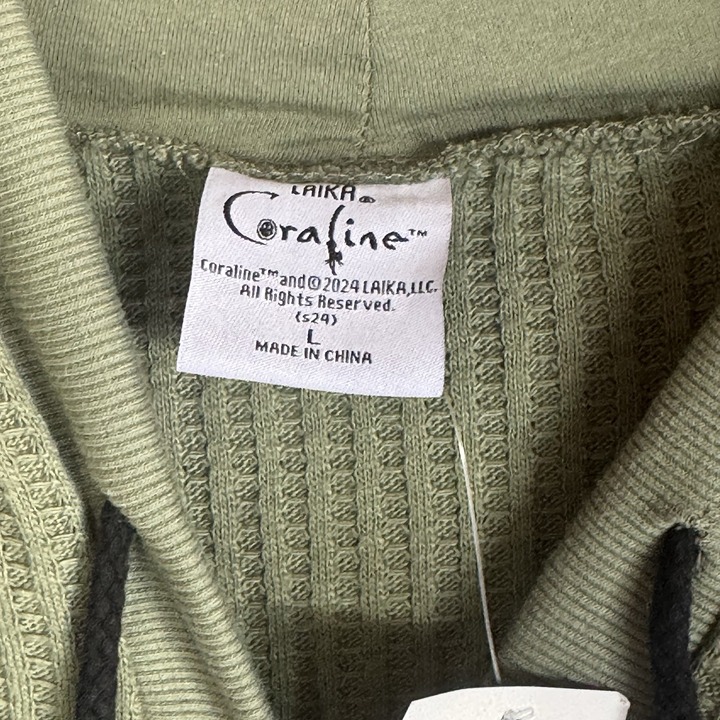 LAIKA
Coraline™
Coraline™ and © 2024 LAIKA, LLC.
All Rights Reserved.
(s24)
L
MADE IN CHINA